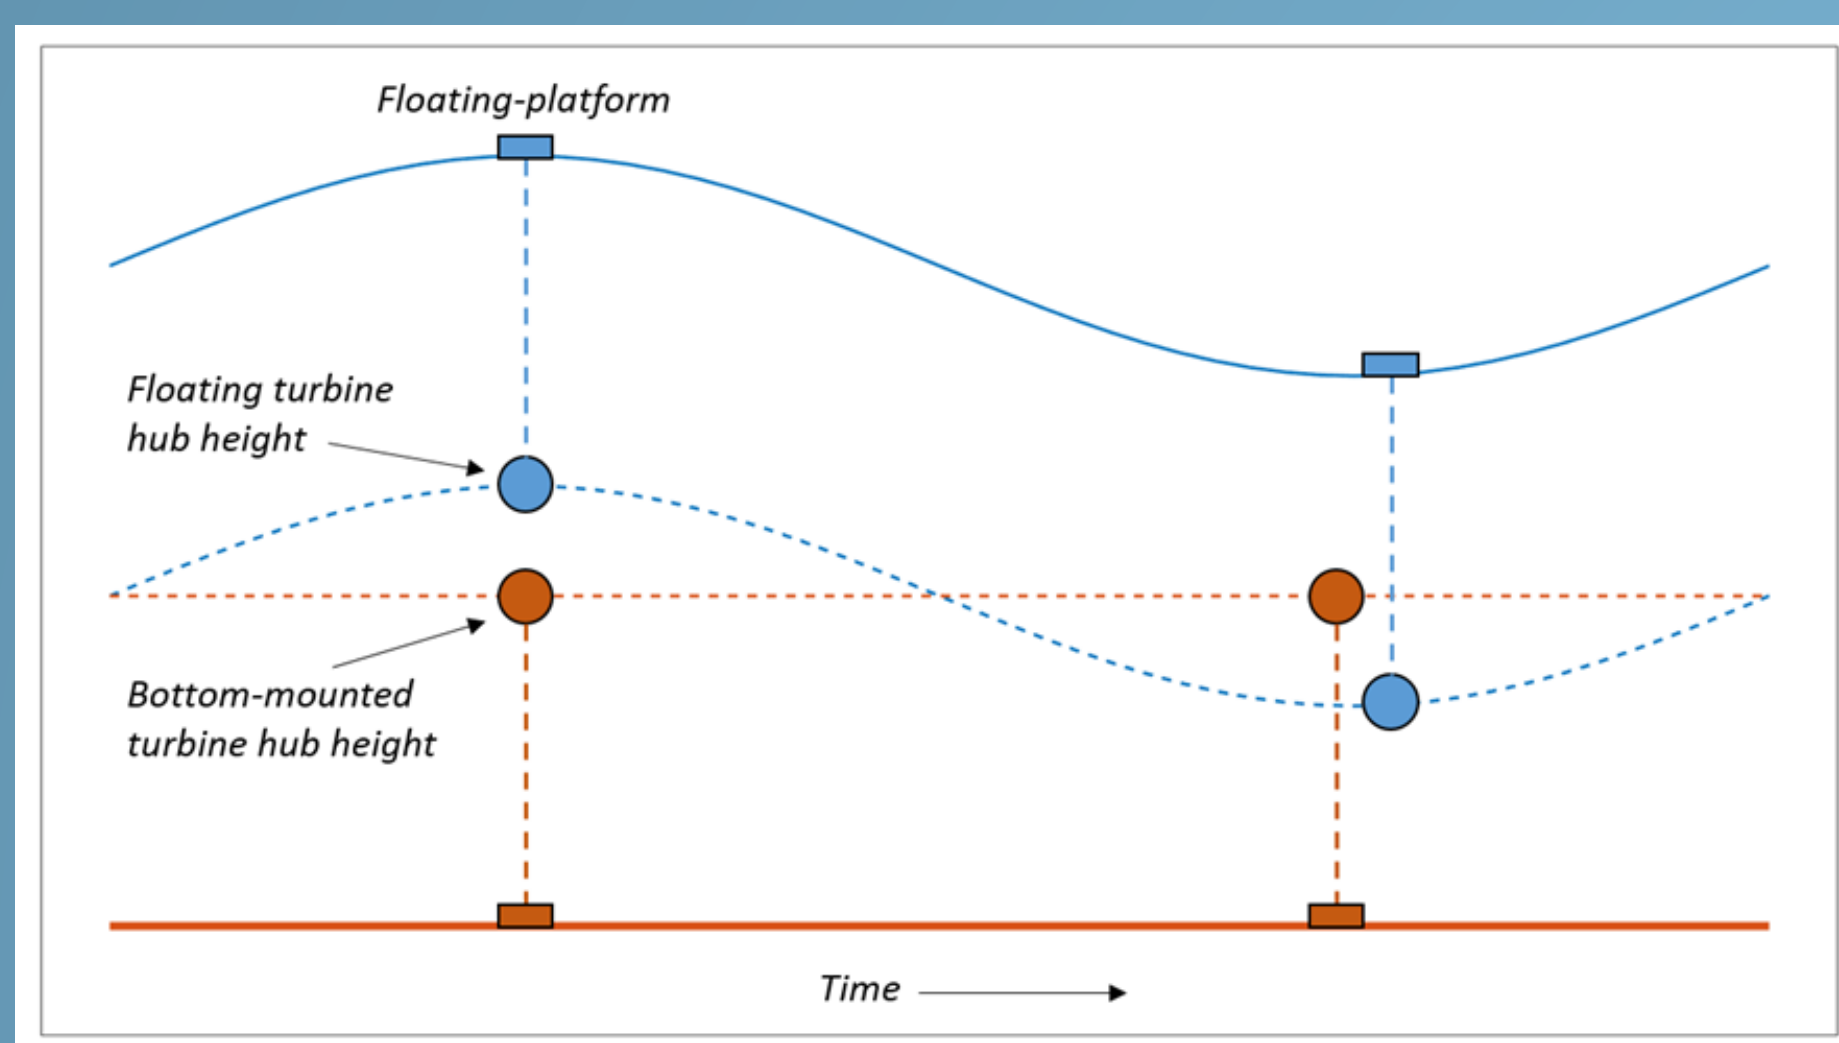 Floating-platform
Floating turbine
hub height
Bottom-mounted
turbine hub height
Time